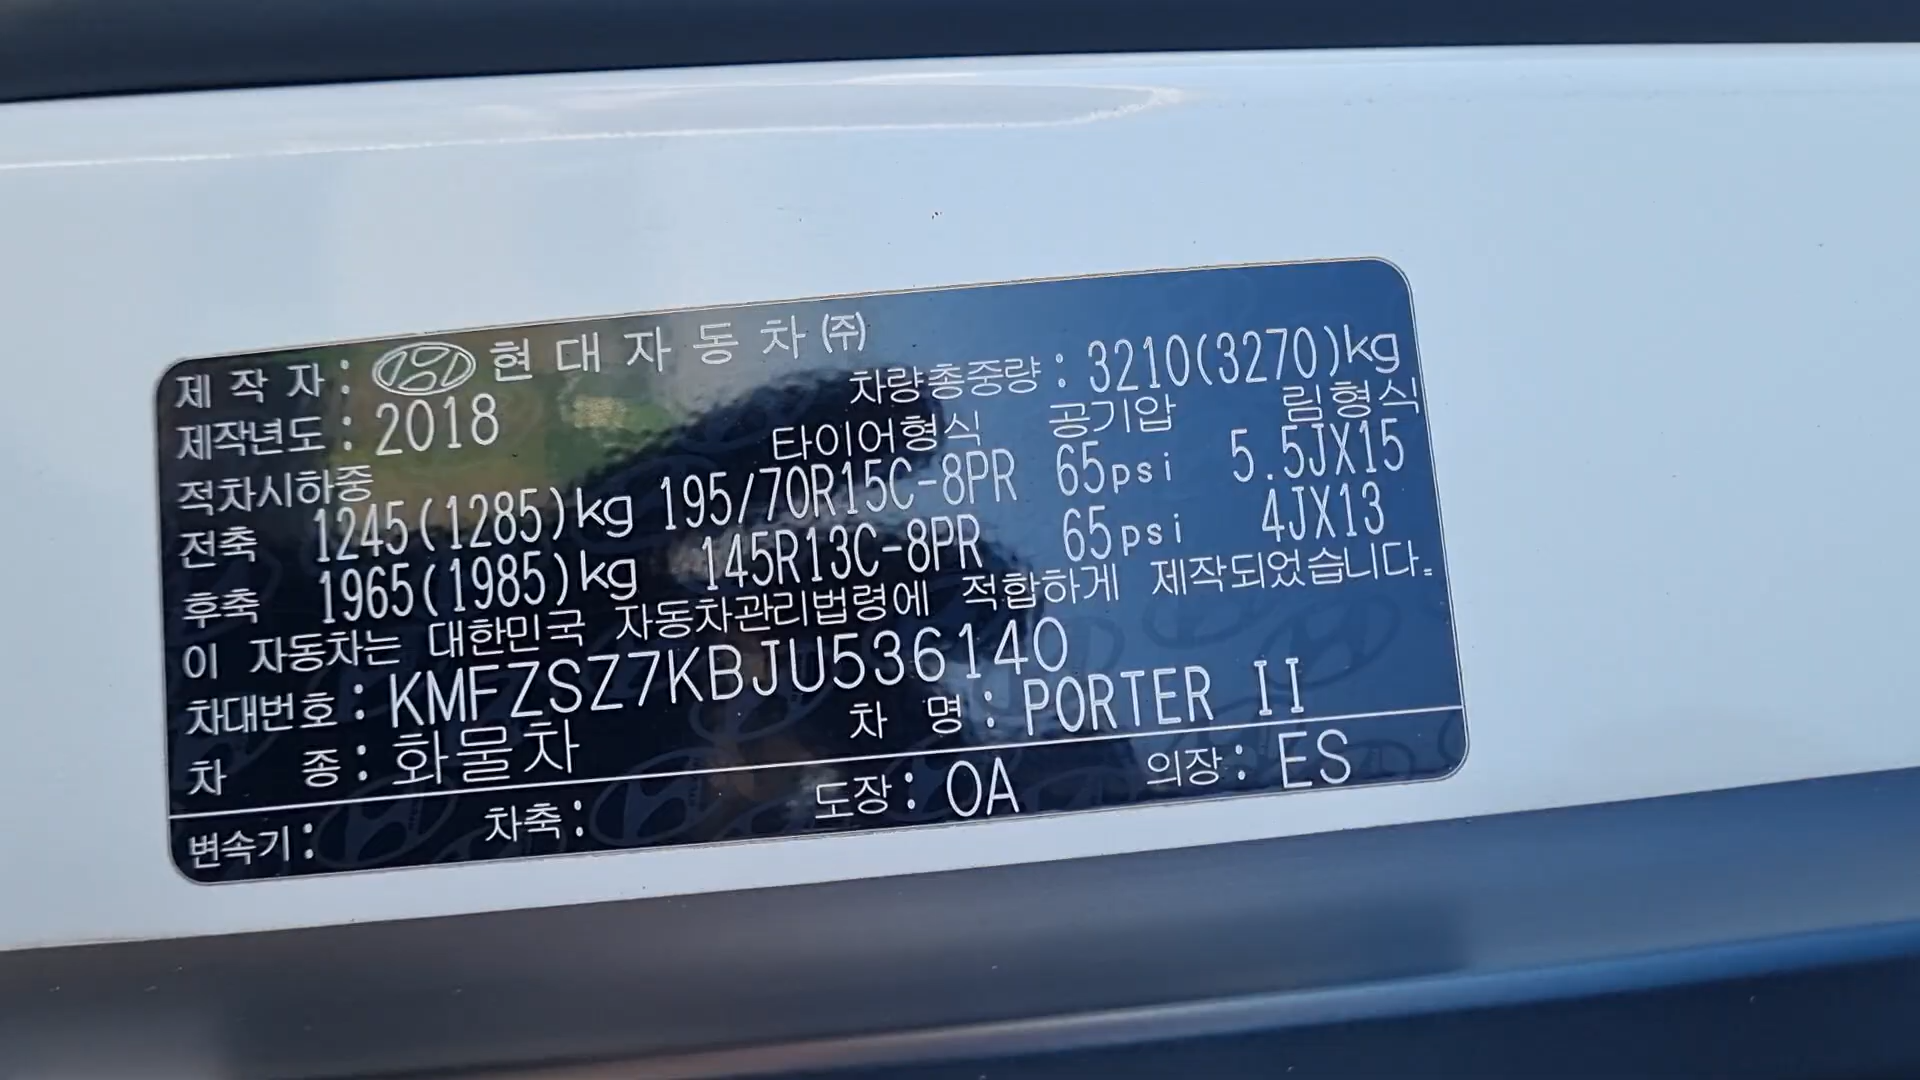 제 작 자 : 현 대 자 동 차 ㈜
제작년도 : 2018 차량총중량 : 3210(3270)kg
적차시하중 타이어형식 공기압 림형식
전축 1245(1285)kg 195/70R15C-8PR 65psi 5.5JX15
후축 1965(1985)kg 145R13C-8PR 65psi 4JX13
이 자동차는 대한민국 자동차관리법령에 적합하게 제작되었습니다.
차대번호 : KMFZSZ7KBJU536140
차 종 : 화물차 차 명 : PORTER II
변속기 : 차축 : 도장 : OA 의장 : ES